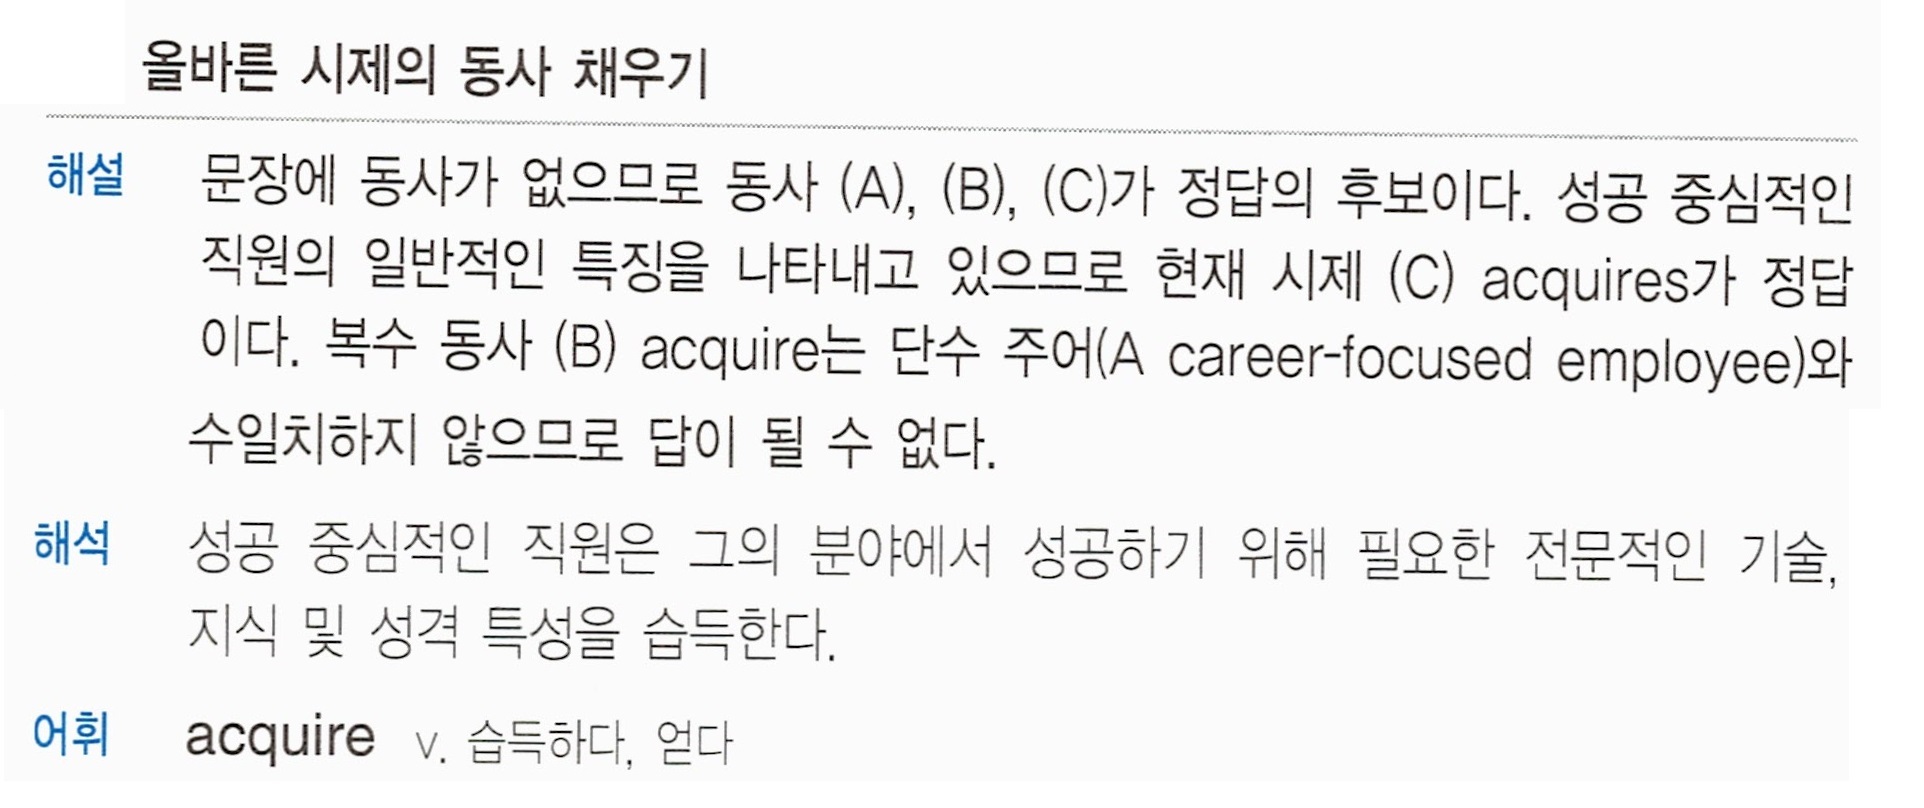 올바른 시제의 동사 채우기
해설 문장에 동사가 없으므로 동사 (A), (B), (C)가 정답의 후보이다. 성공 중심적인
직원의 일반적인 특징을 나타내고 있으므로 현재 시제 (C) acquires가 정답
이다. 복수 동사 (B) acquire는 단수 주어(A career-focused employee)와
수일치하지 않으므로 답이 될 수 없다.
해석 성공 중심적인 직원은 그의 분야에서 성공하기 위해 필요한 전문적인 기술,
지식 및 성격 특성을 습득한다.
어휘 acquire v. 습득하다, 얻다